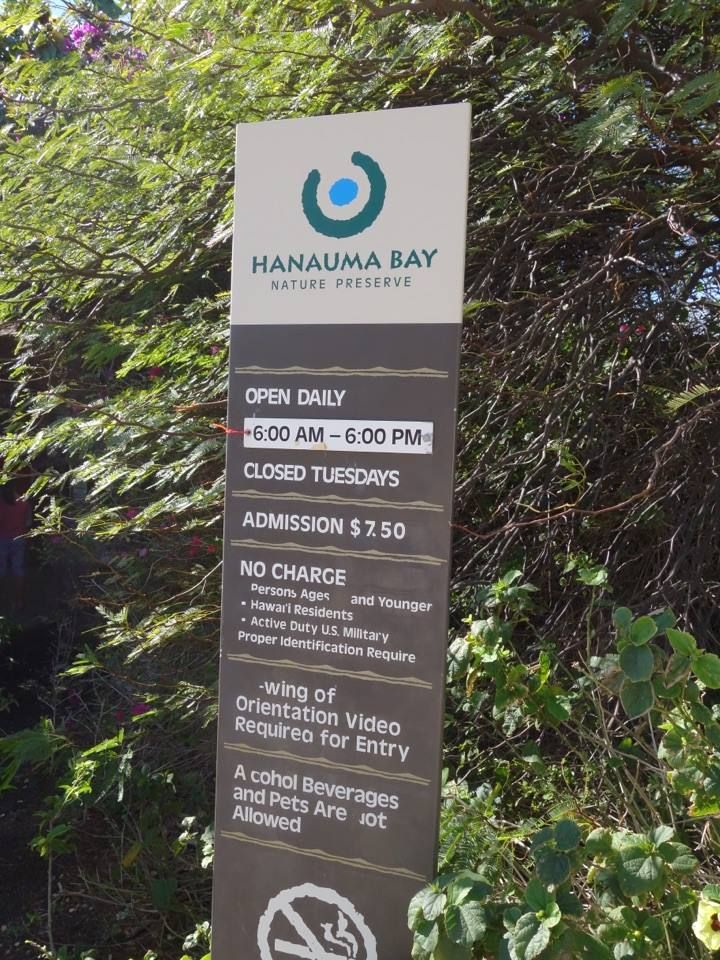 HANAUMA BAY
NATURE PRESERVE
OPEN DAILY
6:00 AM – 6:00 PM
CLOSED TUESDAYS
ADMISSION $7.50
NO CHARGE
Persons Ages and Younger
• Hawai'i Residents
• Active Duty U.S. Military
Proper Identification Require
-wing of
Orientation Video
Required for Entry
A cohol Beverages
and Pets Are ot
Allowed